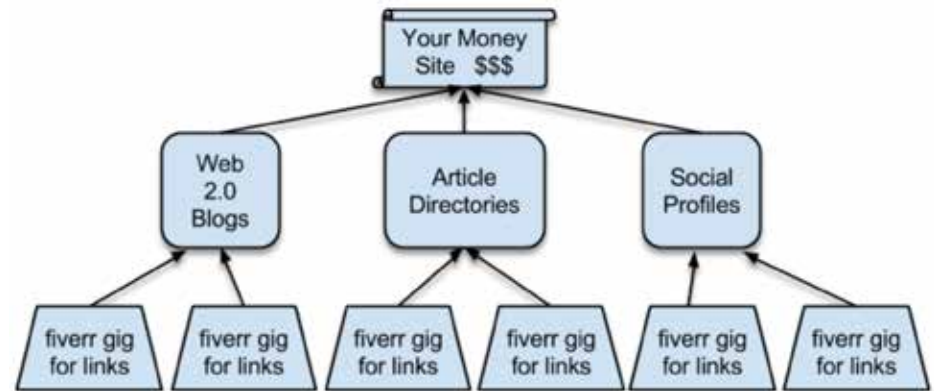 Your Money
Site $$$
Web
2.0
Blogs
Article
Directories
Social
Profiles
fiverr gig
for links
fiverr gig
for links
fiverr gig
for links
fiverr gig
for links
fiverr gig
for links
fiverr gig
for links